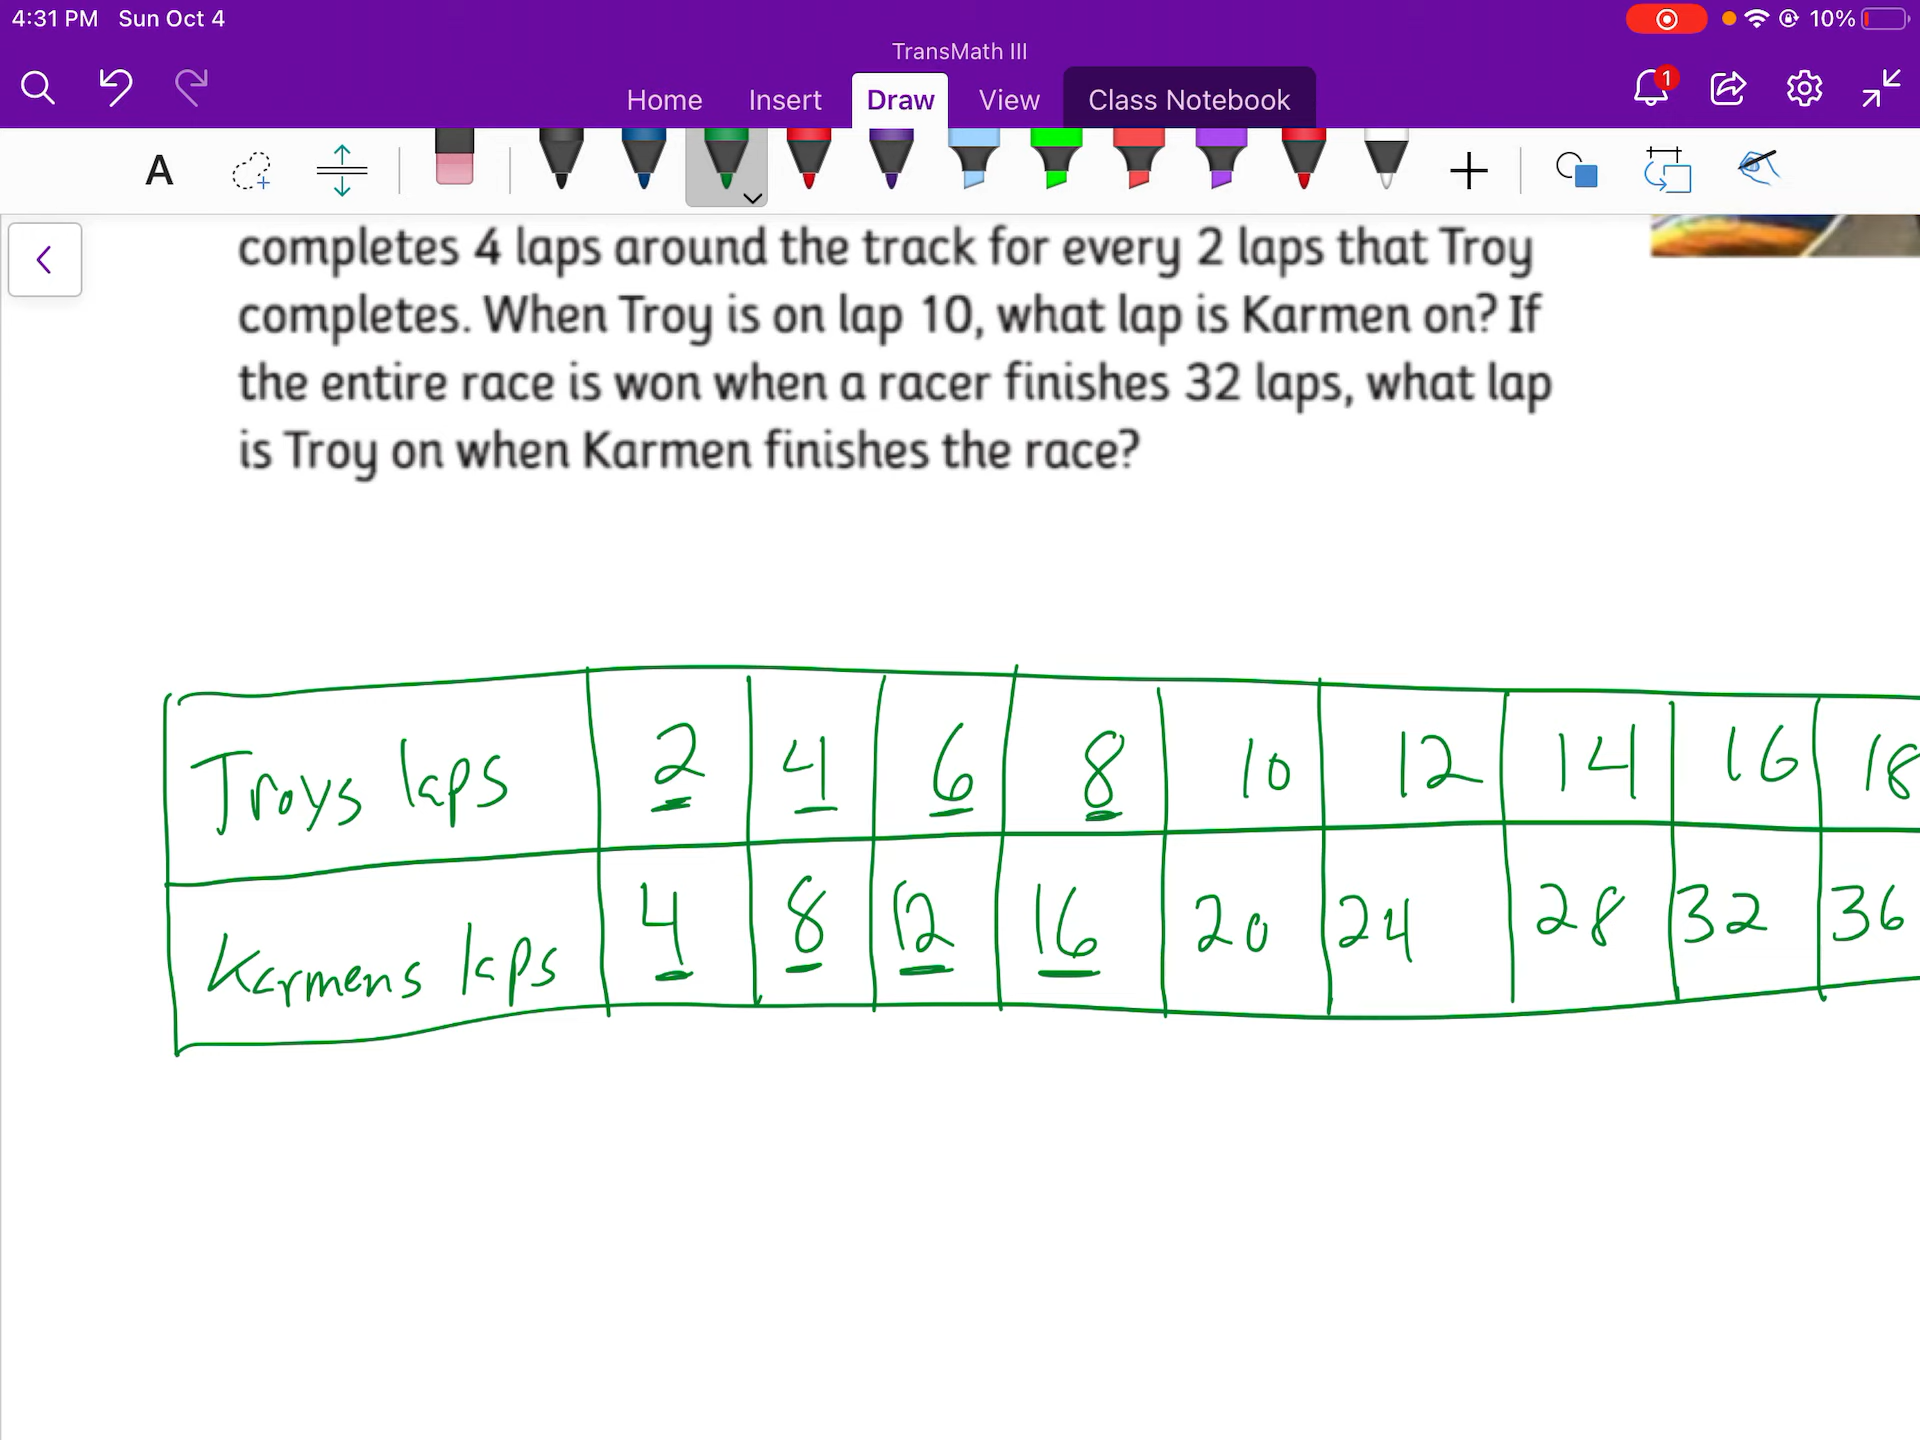 4:31 PM Sun Oct 4
10%
TransMath III
Home Insert Draw View Class Notebook
1
A
completes 4 laps around the track for every 2 laps that Troy
completes. When Troy is on lap 10, what lap is Karmen on? If
the entire race is won when a racer finishes 32 laps, what lap
is Troy on when Karmen finishes the race?
Troys laps 2 4 6 8 10 12 14 16 18
Karmens laps 4 8 12 16 20 24 28 32 36